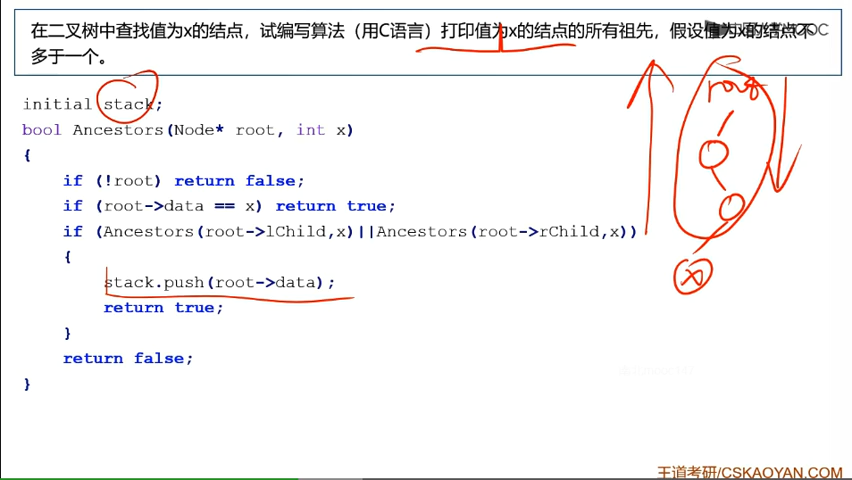 在二叉树中查找值为x的结点，试编写算法（用C语言）打印值为x的结点的所有祖先，假设值为x的结点不
多于一个。
initial stack;
bool Ancestors(Node* root, int x)
{
if (!root) return false;
if (root->data == x) return true;
if (Ancestors(root->lChild,x)||Ancestors(root->rChild,x))
{
stack.push(root->data);
return true;
}
return false;
}
root
x
王道考研/CSKAOYAN.COM